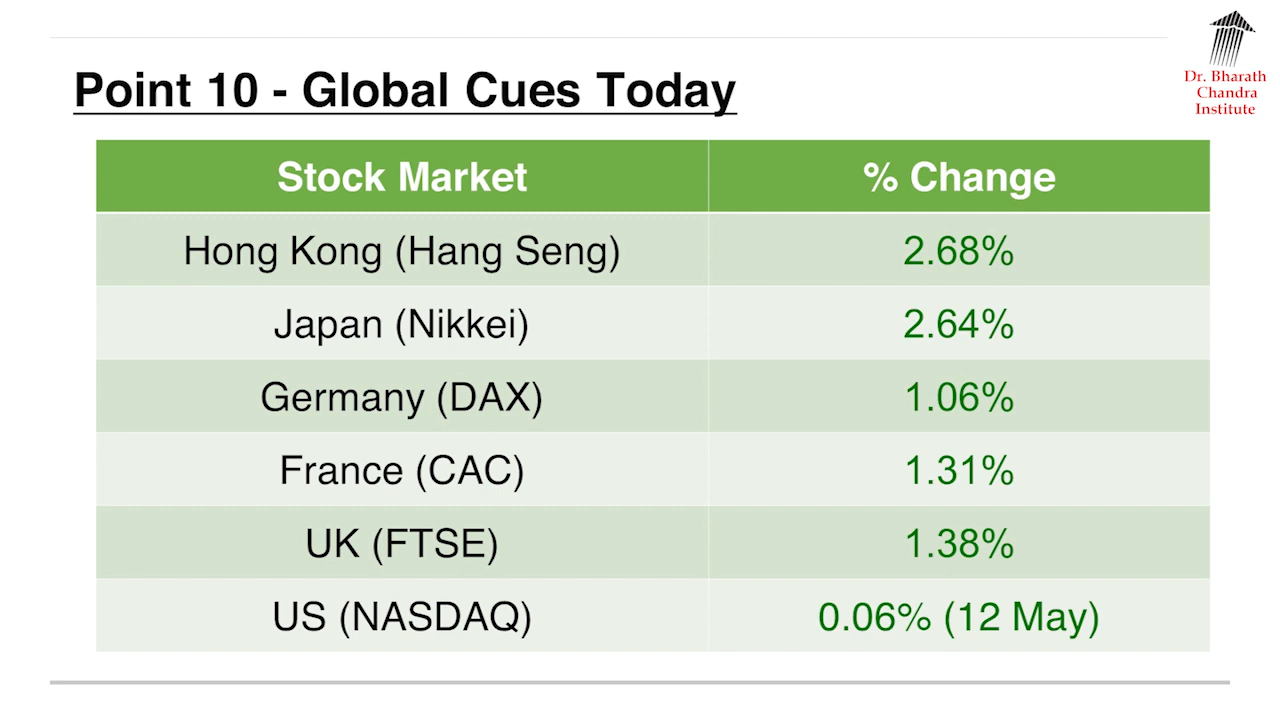 Point 10 - Global Cues Today
Dr. Bharath
Chandra
Institute
Stock Market % Change
Hong Kong (Hang Seng) 2.68%
Japan (Nikkei) 2.64%
Germany (DAX) 1.06%
France (CAC) 1.31%
UK (FTSE) 1.38%
US (NASDAQ) 0.06% (12 May)